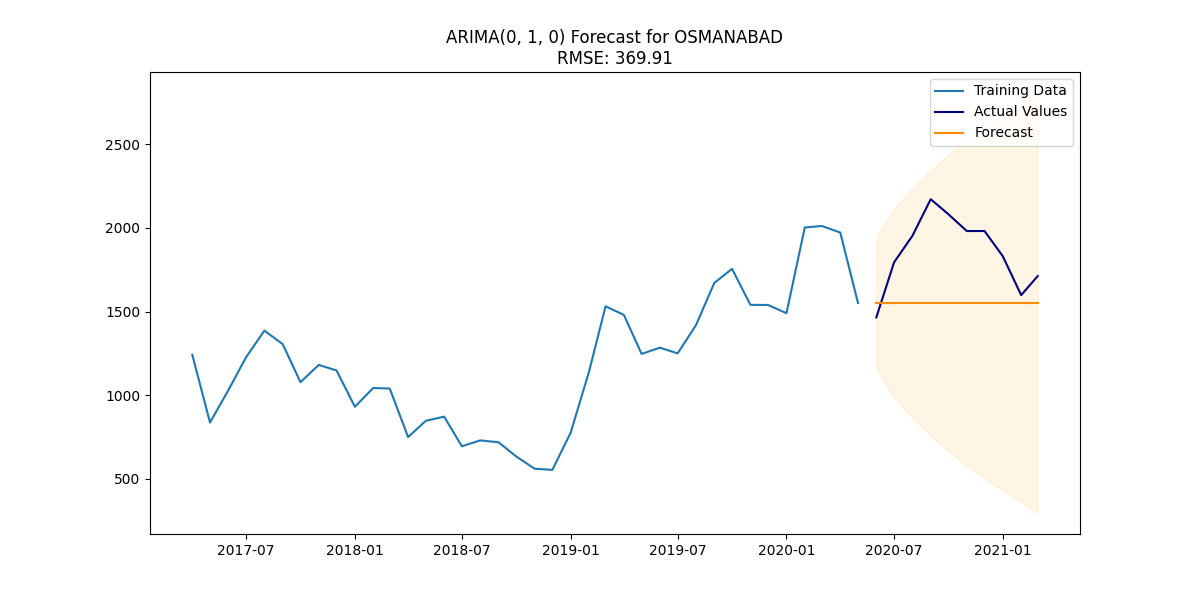 ARIMA(0, 1, 0) Forecast for OSMANABAD
RMSE: 369.91
Training Data
Actual Values
Forecast
2500
2000
1500
1000
500
2017-07 2018-01 2018-07 2019-01 2019-07 2020-01 2020-07 2021-01